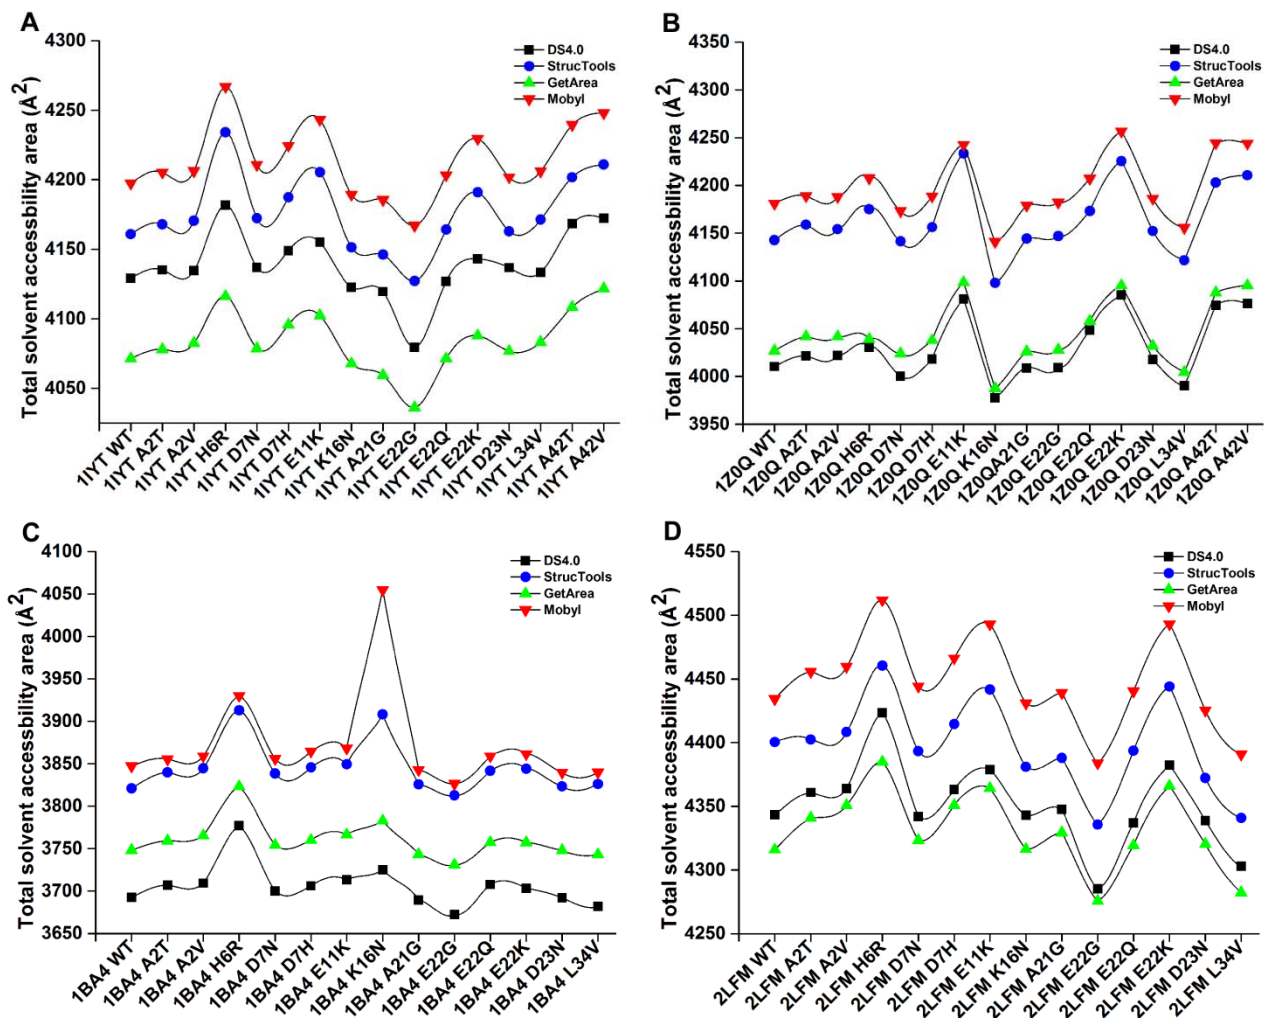 A
Total solvent accessbility area (Å²)
4300
4250
4200
4150
4100
4050
DS4.0
StrucTools
GetArea
Mobyl
1IYT WT
1IYT A2T
1IYT A2V
1IYT H6R
1IYT D7N
1IYT D7H
1IYT E11K
1IYT K16N
1IYT A21G
1IYT E22G
1IYT E22Q
1IYT E22K
1IYT D23N
1IYT L34V
1IYT A42T
1IYT A42V
B
Total solvent accessbility area (Å²)
4350
4300
4250
4200
4150
4100
4050
4000
3950
DS4.0
StrucTools
GetArea
Mobyl
1Z0Q WT
1Z0Q A2T
1Z0Q A2V
1Z0Q H6R
1Z0Q D7N
1Z0Q D7H
1Z0Q E11K
1Z0Q K16N
1Z0QA21G
1Z0Q E22G
1Z0Q E22Q
1Z0Q E22K
1Z0Q D23N
1Z0Q L34V
1Z0Q A42T
1Z0Q A42V
C
Total solvent accessbility area (Å²)
4100
4050
4000
3950
3900
3850
3800
3750
3700
3650
DS4.0
StrucTools
GetArea
Mobyl
1BA4 WT
1BA4 A2T
1BA4 A2V
1BA4 H6R
1BA4 D7N
1BA4 D7H
1BA4 E11K
1BA4 K16N
1BA4 A21G
1BA4 E22G
1BA4 E22Q
1BA4 E22K
1BA4 D23N
1BA4 L34V
D
Total solvent accessbility area (Å²)
4550
4500
4450
4400
4350
4300
4250
DS4.0
StrucTools
GetArea
Mobyl
2LFM WT
2LFM A2T
2LFM A2V
2LFM H6R
2LFM D7N
2LFM D7H
2LFM E11K
2LFM K16N
2LFM A21G
2LFM E22G
2LFM E22Q
2LFM E22K
2LFM D23N
2LFM L34V